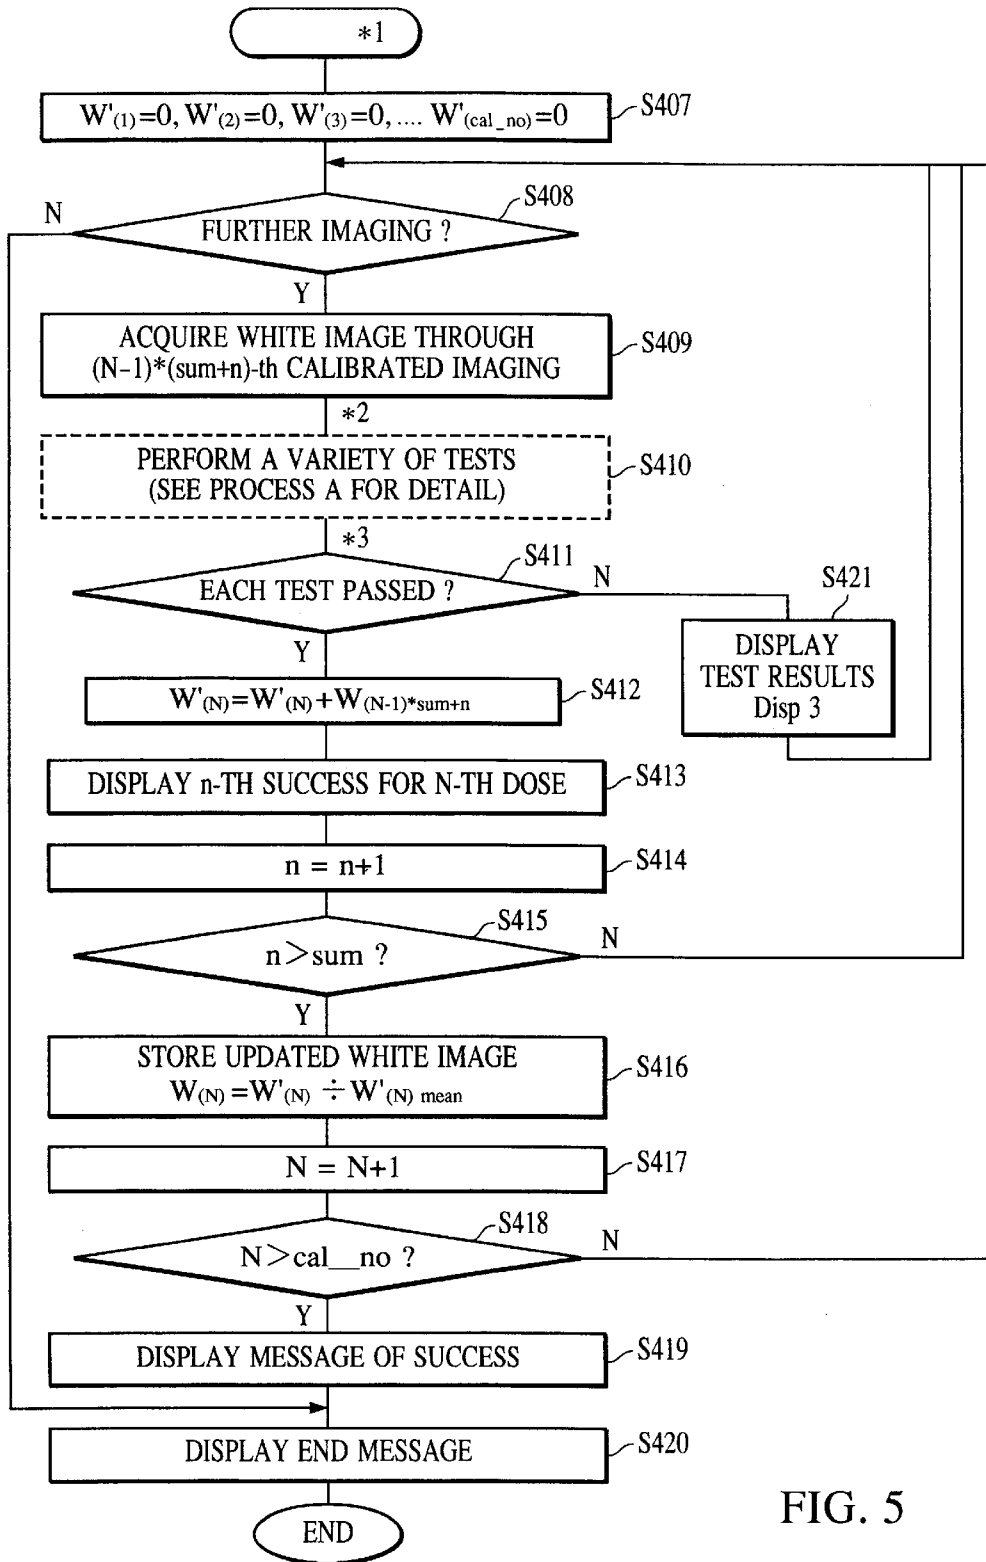 *1
W'(1)=0, W'(2)=0, W'(3)=0, .... W'(cal_no)=0
S407
FURTHER IMAGING ?
S408
N
Y
ACQUIRE WHITE IMAGE THROUGH
(N-1)*(sum+n)-th CALIBRATED IMAGING
S409
*2
PERFORM A VARIETY OF TESTS
(SEE PROCESS A FOR DETAIL)
S410
*3
EACH TEST PASSED ?
S411
N
Y
S421
DISPLAY
TEST RESULTS
Disp 3
W'(N)=W'(N)+W(N-1)*sum+n
S412
DISPLAY n-TH SUCCESS FOR N-TH DOSE
S413
n = n+1
S414
n>sum ?
S415
N
Y
STORE UPDATED WHITE IMAGE
W(N)=W'(N) ÷ W'(N) mean
S416
N = N+1
S417
N>cal__no ?
S418
N
Y
DISPLAY MESSAGE OF SUCCESS
S419
DISPLAY END MESSAGE
S420
END
FIG. 5